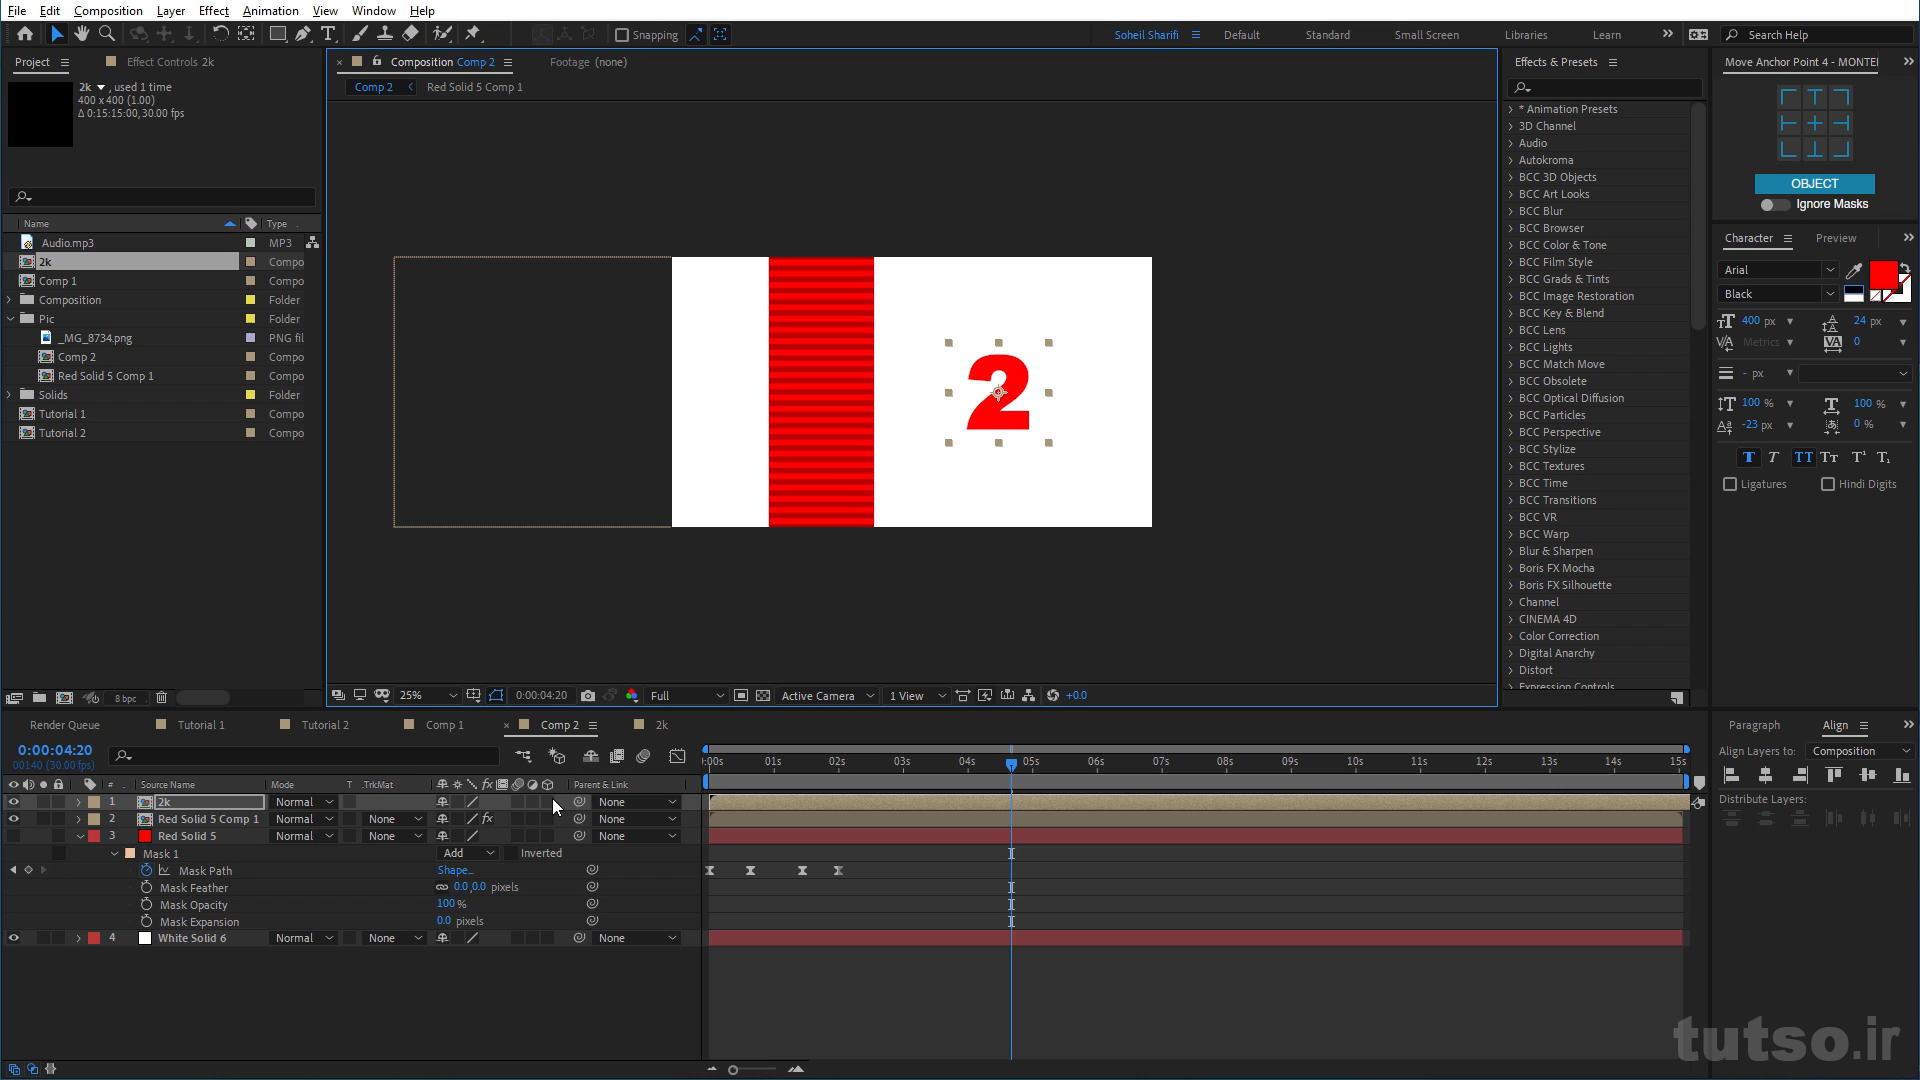 File Edit Composition Layer Effect Animation View Window Help
Snapping
Soheil Sharifi Default Standard Small Screen Libraries Learn Search Help
Project Effect Controls 2k
2k , used 1 time
400 x 400 (1.00)
Δ 0:15:15:00, 30.00 fps
Name Type
Audio.mp3 MP3
2k Compo
Comp 1 Compo
Composition Folder
Pic Folder
_MG_8734.png PNG fil
Comp 2 Compo
Red Solid 5 Comp 1 Compo
Solids Folder
Tutorial 1 Compo
Tutorial 2 Compo
8 bpc
Composition Comp 2 Footage (none)
Comp 2 Red Solid 5 Comp 1
2
25% 0:00:04:20 Full Active Camera 1 View +0.0
Effects & Presets
* Animation Presets
3D Channel
Audio
Autokroma
BCC 3D Objects
BCC Art Looks
BCC Blur
BCC Browser
BCC Color & Tone
BCC Film Style
BCC Grads & Tints
BCC Image Restoration
BCC Key & Blend
BCC Lens
BCC Lights
BCC Match Move
BCC Obsolete
BCC Optical Diffusion
BCC Particles
BCC Perspective
BCC Stylize
BCC Textures
BCC Time
BCC Transitions
BCC VR
BCC Warp
Blur & Sharpen
Boris FX Mocha
Boris FX Silhouette
Channel
CINEMA 4D
Color Correction
Digital Anarchy
Distort
Expression Controls
Move Anchor Point 4 - MONTE
OBJECT
Ignore Masks
Character Preview
Arial
Black
400 px 24 px
Metrics 0
- px
100 % 100 %
-23 px 0 %
T T TT Tт T¹ T₁
Ligatures Hindi Digits
Render Queue Tutorial 1 Tutorial 2 Comp 1 Comp 2 2k
0:00:04:20
00140 (30.00 fps)
:00s 01s 02s 03s 04s 05s 06s 07s 08s 09s 10s 11s 12s 13s 14s 15s
# Source Name Mode T .TrkMat fx Parent & Link
1 2k Normal None
2 Red Solid 5 Comp 1 Normal None fx None
3 Red Solid 5 Normal None None
Mask 1 Add Inverted
Mask Path Shape...
Mask Feather 0.0,0.0 pixels
Mask Opacity 100 %
Mask Expansion 0.0 pixels
4 White Solid 6 Normal None None
Paragraph Align
Align Layers to: Composition
Distribute Layers:
tutso.ir